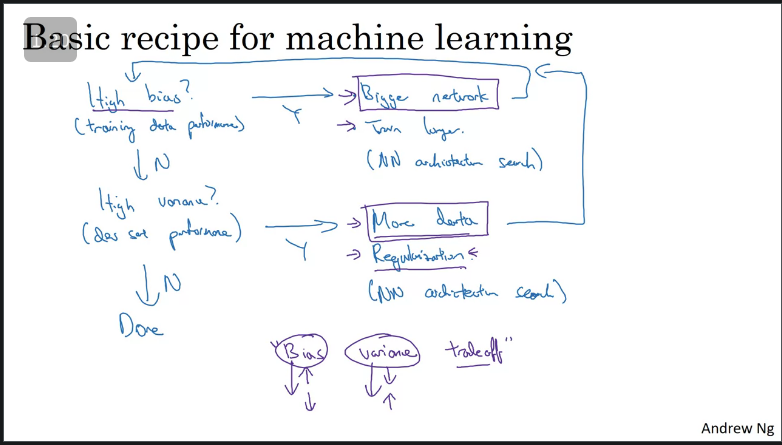 Basic recipe for machine learning
High bias?
(training data performance)
Y
Bigger network
Train longer.
(NN architecture search)
N
High variance?
(dev set performance)
Y
More data
Regularization
(NN architecture search)
N
Done
"Bias variance tradeoff"
Andrew Ng